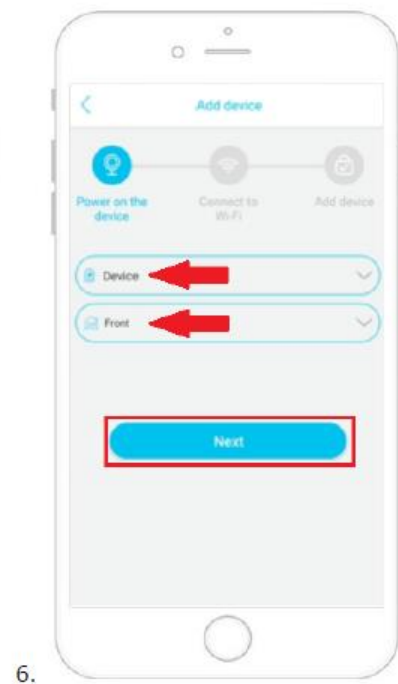 Add device
Power on the
device
Connect to
Wi-Fi
Add device
Device
Front
Next
6.